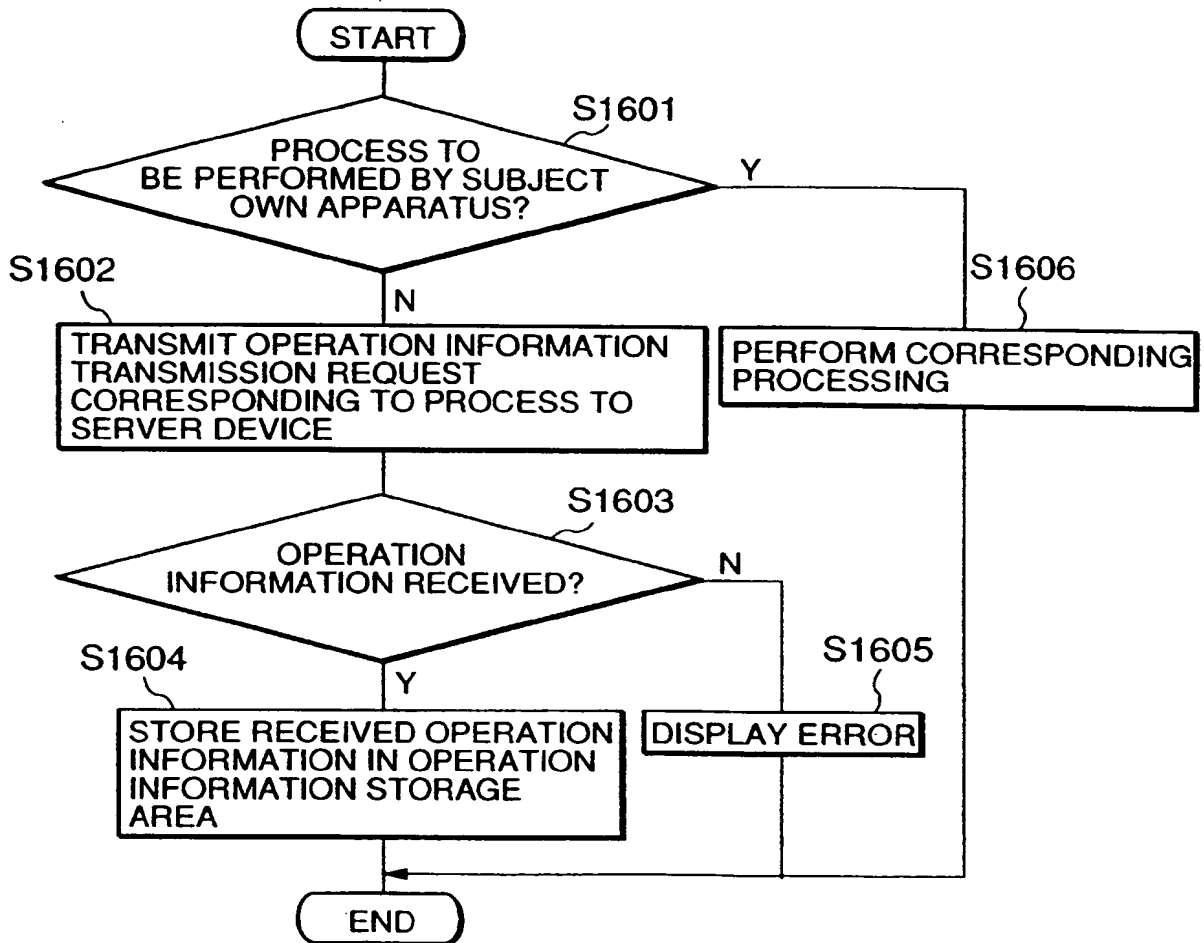 START
S1601
PROCESS TO
BE PERFORMED BY SUBJECT
OWN APPARATUS?
Y
S1602
N
S1606
TRANSMIT OPERATION INFORMATION
TRANSMISSION REQUEST
CORRESPONDING TO PROCESS TO
SERVER DEVICE
PERFORM CORRESPONDING
PROCESSING
S1603
OPERATION
INFORMATION RECEIVED?
N
S1604
Y
S1605
STORE RECEIVED OPERATION
INFORMATION IN OPERATION
INFORMATION STORAGE
AREA
DISPLAY ERROR
END